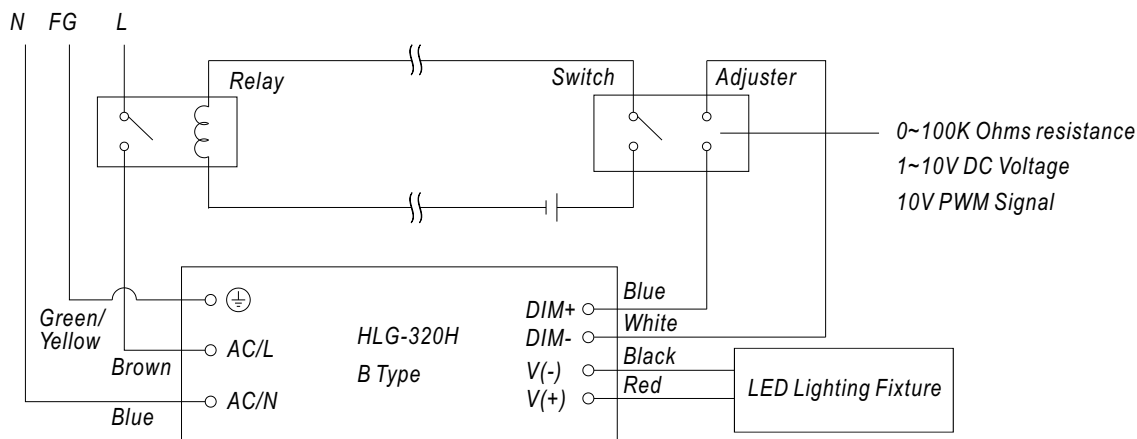 N FG L
Relay
Switch
Adjuster
0~100K Ohms resistance
1~10V DC Voltage
10V PWM Signal
Green/
Yellow
Brown
Blue
AC/L
AC/N
HLG-320H
B Type
DIM+
DIM-
V(-)
V(+)
Blue
White
Black
Red
LED Lighting Fixture